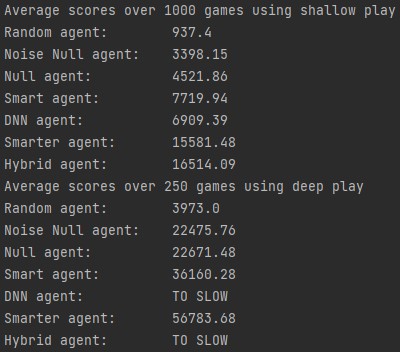 Average scores over 1000 games using shallow play
Random agent: 937.4
Noise Null agent: 3398.15
Null agent: 4521.86
Smart agent: 7719.94
DNN agent: 6909.39
Smarter agent: 15581.48
Hybrid agent: 16514.09
Average scores over 250 games using deep play
Random agent: 3973.0
Noise Null agent: 22475.76
Null agent: 22671.48
Smart agent: 36160.28
DNN agent: TO SLOW
Smarter agent: 56783.68
Hybrid agent: TO SLOW